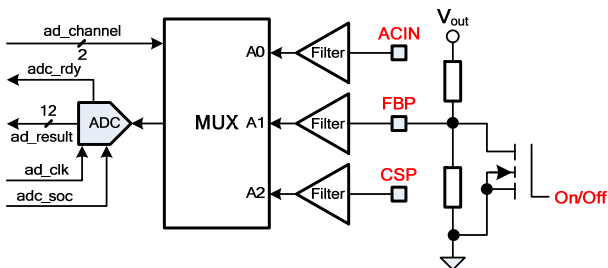 ad_channel
2
adc_rdy
12
ad_result
ADC
ad_clk
adc_soc
MUX
A0
Filter
ACIN
A1
Filter
FBP
A2
Filter
CSP
Vout
On/Off